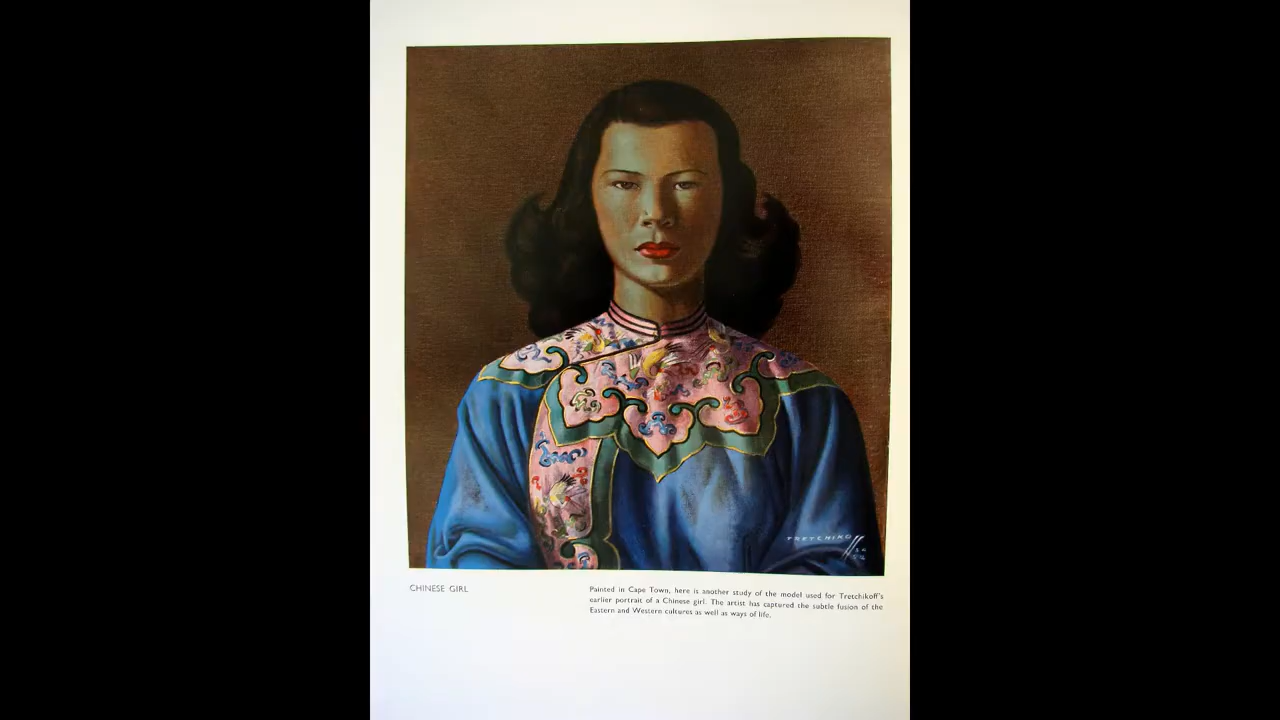 TRETCHIKOFF
CHINESE GIRL
Painted in Cape Town, here is another study of the model used for Tretchikoff's
earlier portrait of a Chinese girl. The artist has captured the subtle fusion of the
Eastern and Western cultures as well as ways of life.